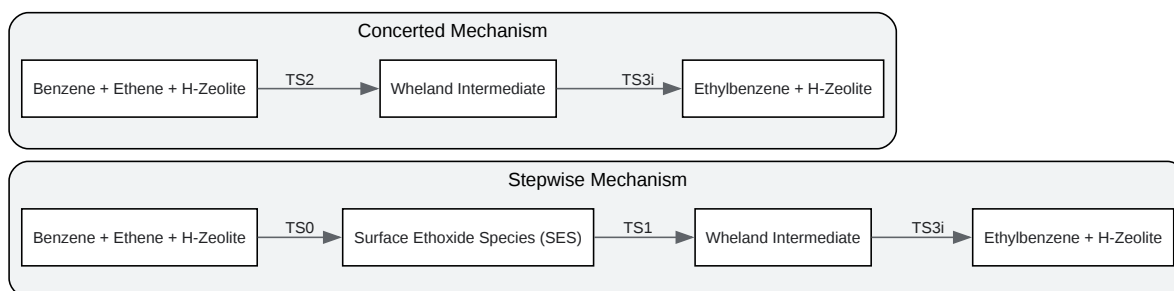 Concerted Mechanism
Benzene + Ethene + H-Zeolite
TS2
Wheland Intermediate
TS3i
Ethylbenzene + H-Zeolite
Stepwise Mechanism
Benzene + Ethene + H-Zeolite
TS0
Surface Ethoxide Species (SES)
TS1
Wheland Intermediate
TS3i
Ethylbenzene + H-Zeolite